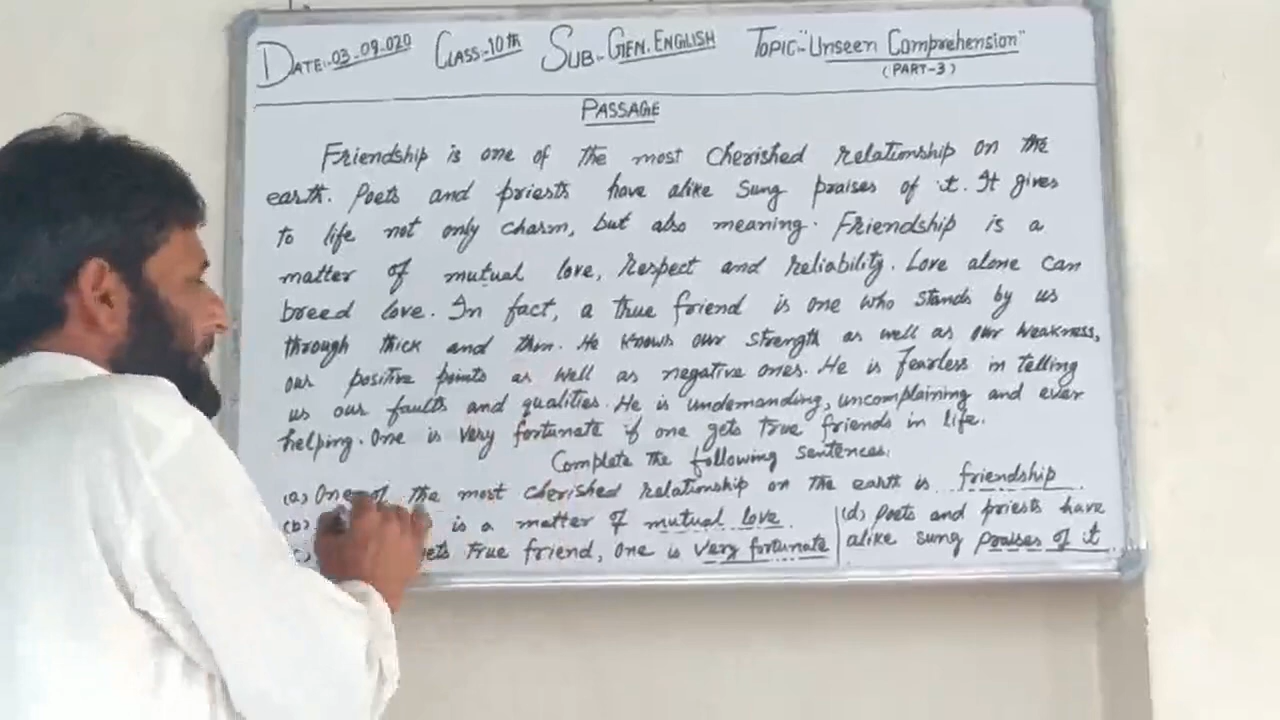 DATE:-03-09-020 CLASS:-10th SUB:-GEN. ENGLISH TOPIC:-"Unseen Comprehension"
(PART-3)
PASSAGE
Friendship is one of the most cherished relationship on the
earth. Poets and priests have alike sung praises of it. It gives
to life not only charm, but also meaning. Friendship is a
matter of mutual love, respect and reliability. Love alone can
breed love. In fact, a true friend is one who stands by us
through thick and thin. He knows our strength as well as our weakness,
our positive points as well as negative ones. He is fearless in telling
us our faults and qualities. He is undemanding, uncomplaining and ever
helping. One is very fortunate if one gets true friends in life.
Complete the following sentences.
(a) One of the most cherished relationship on the earth is friendship.
(b) is a matter of mutual love.
(c) true friend, one is very fortunate
(d) Poets and priests have
alike sung praises of it